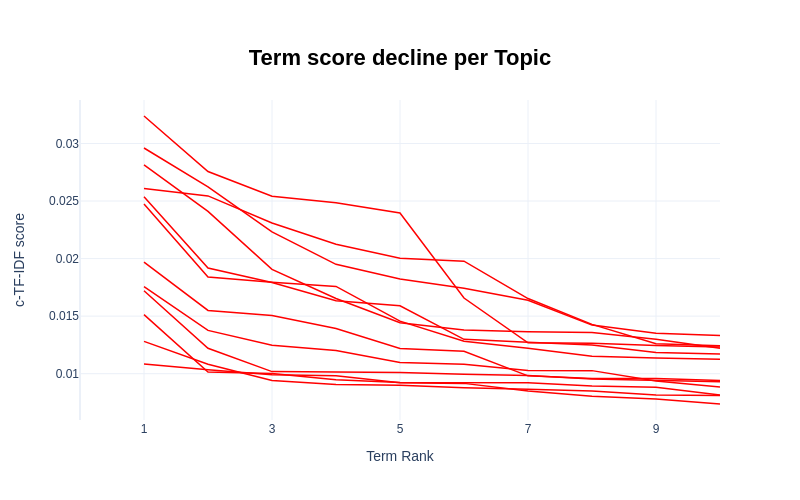 Term score decline per Topic
c-TF-IDF score
0.03
0.025
0.02
0.015
0.01
1 3 5 7 9
Term Rank